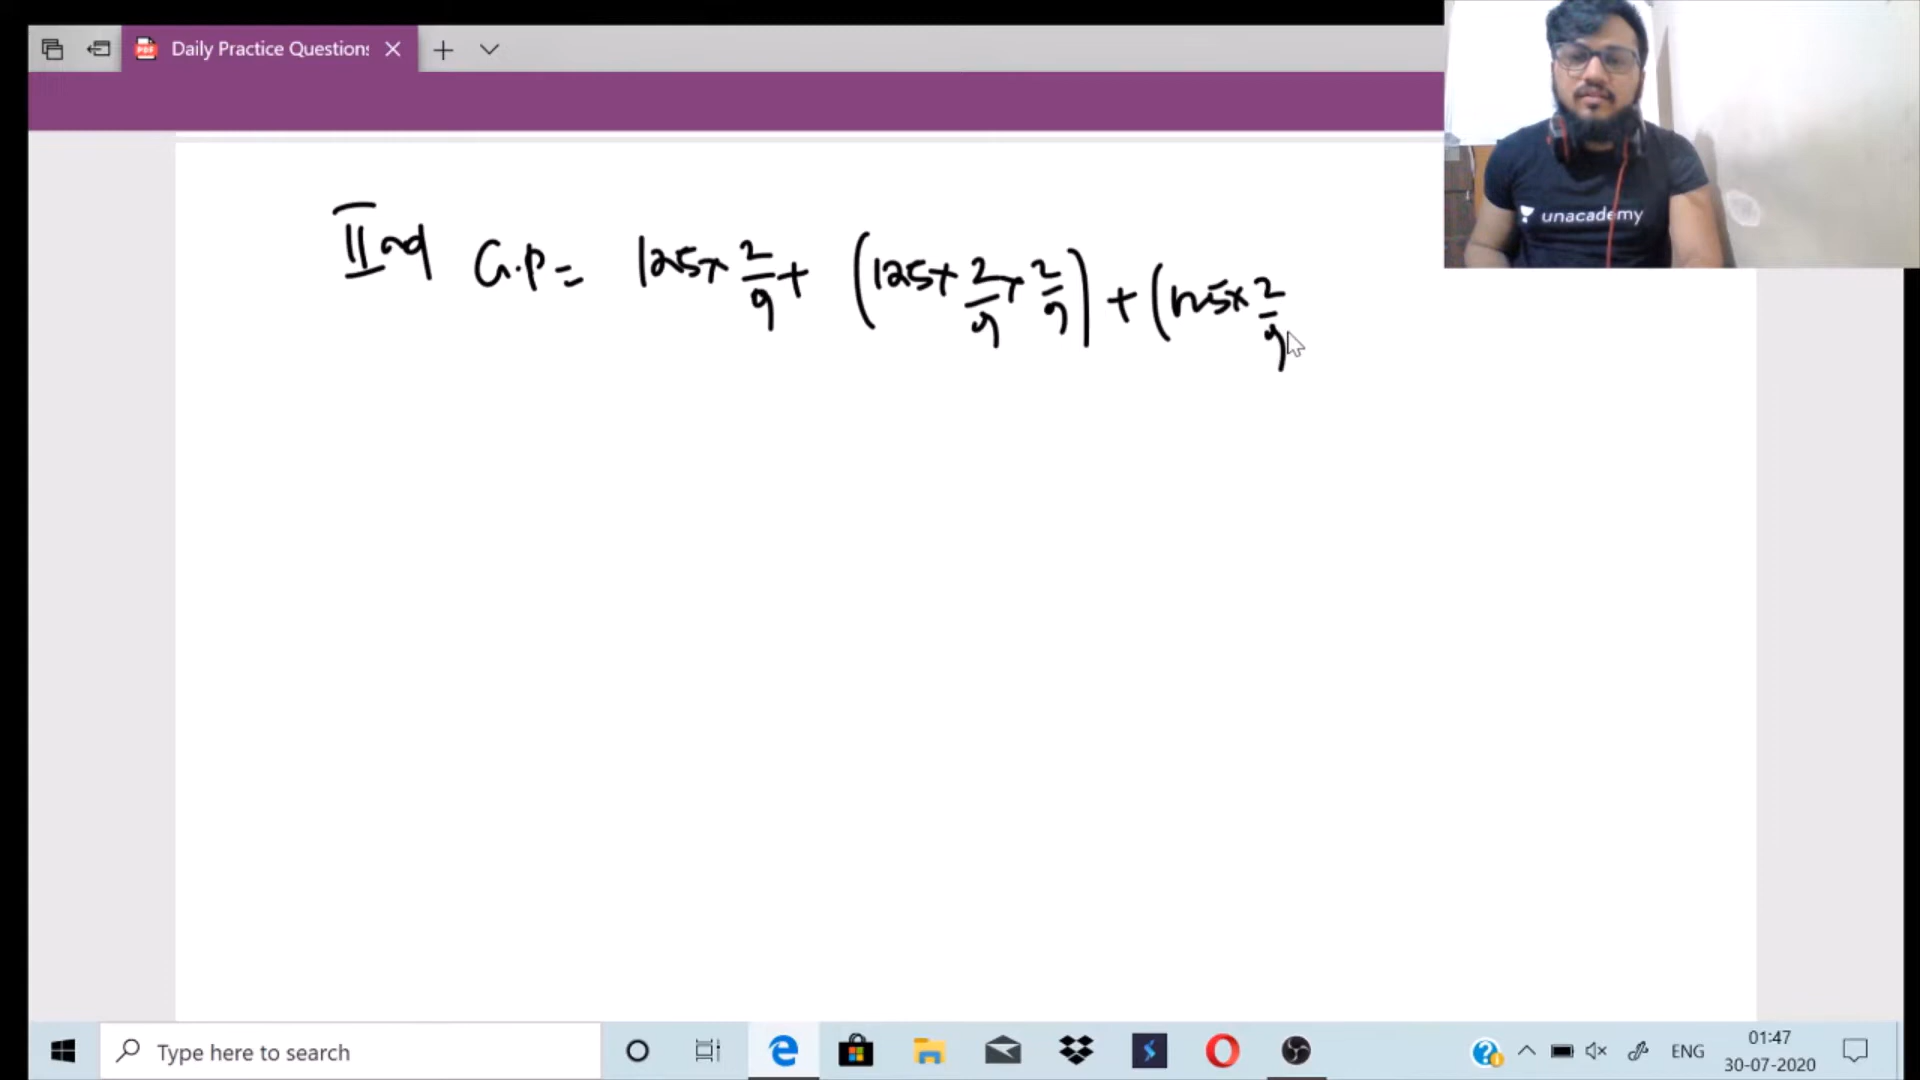 Daily Practice Questions
unacademy
IInd G.P = 125 × 2/9 + (125 × 2/9 × 2/9) + (125 × 2/9
Type here to search
ENG
01:47
30-07-2020